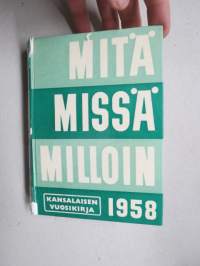 MITÄ
MISSÄ
MILLOIN
KANSALAISEN
VUOSIKIRJA
1958